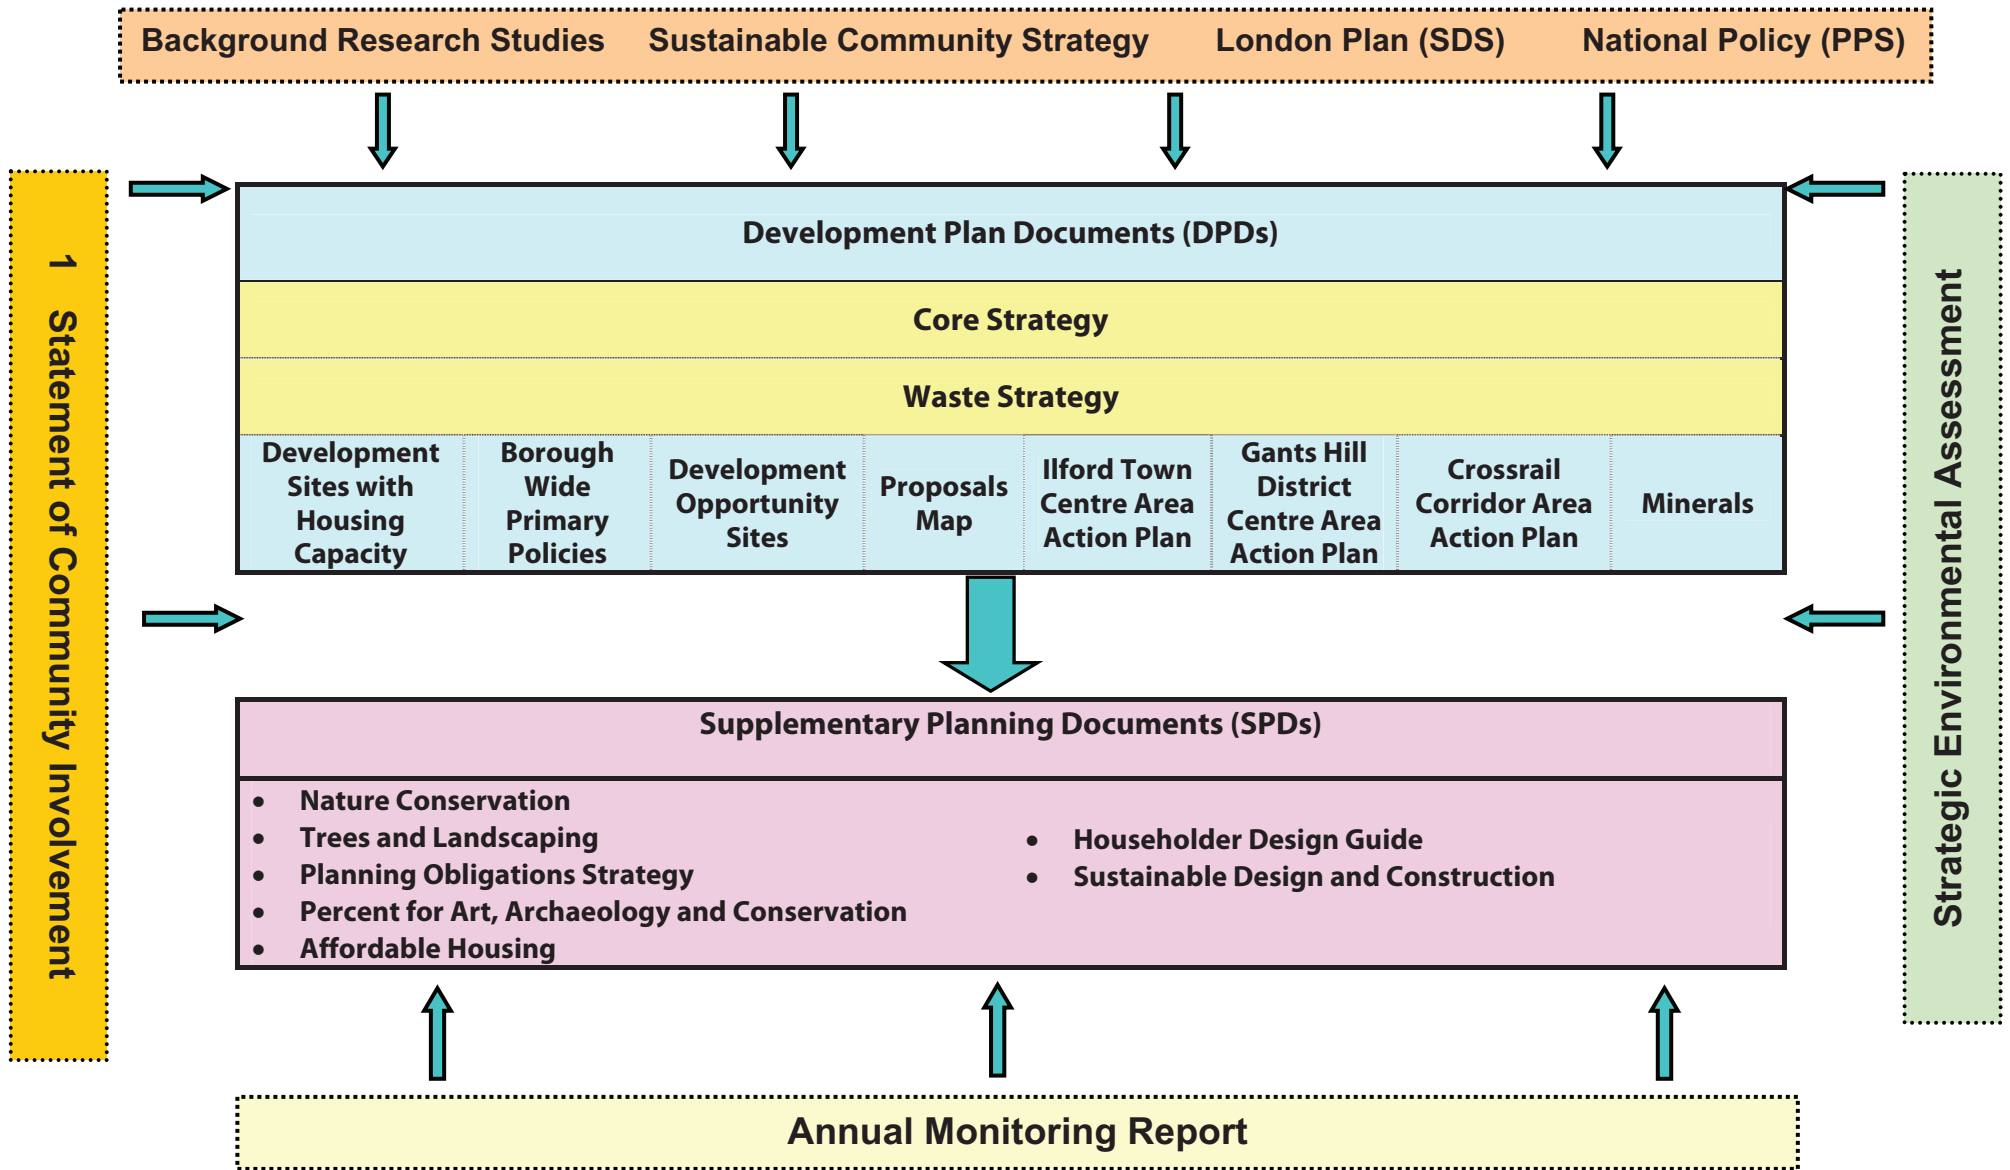 Background Research Studies Sustainable Community Strategy London Plan (SDS) National Policy (PPS)
1 Statement of Community Involvement
Development Plan Documents (DPDs)
Core Strategy
Waste Strategy
Development
Sites with
Housing
Capacity
Borough
Wide
Primary
Policies
Development
Opportunity
Sites
Proposals
Map
Ilford Town
Centre Area
Action Plan
Gants Hill
District
Centre Area
Action Plan
Crossrail
Corridor Area
Action Plan
Minerals
Strategic Environmental Assessment
Supplementary Planning Documents (SPDs)
• Nature Conservation
• Trees and Landscaping
• Planning Obligations Strategy
• Percent for Art, Archaeology and Conservation
• Affordable Housing
• Householder Design Guide
• Sustainable Design and Construction
Annual Monitoring Report